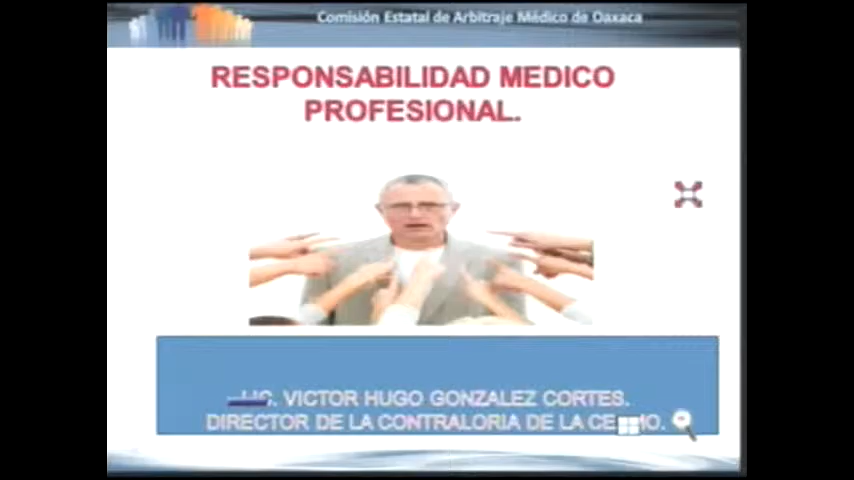 Comisión Estatal de Arbitraje Médico de Oaxaca
RESPONSABILIDAD MEDICO
PROFESIONAL.
LIC. VICTOR HUGO GONZALEZ CORTES.
DIRECTOR DE LA CONTRALORIA DE LA